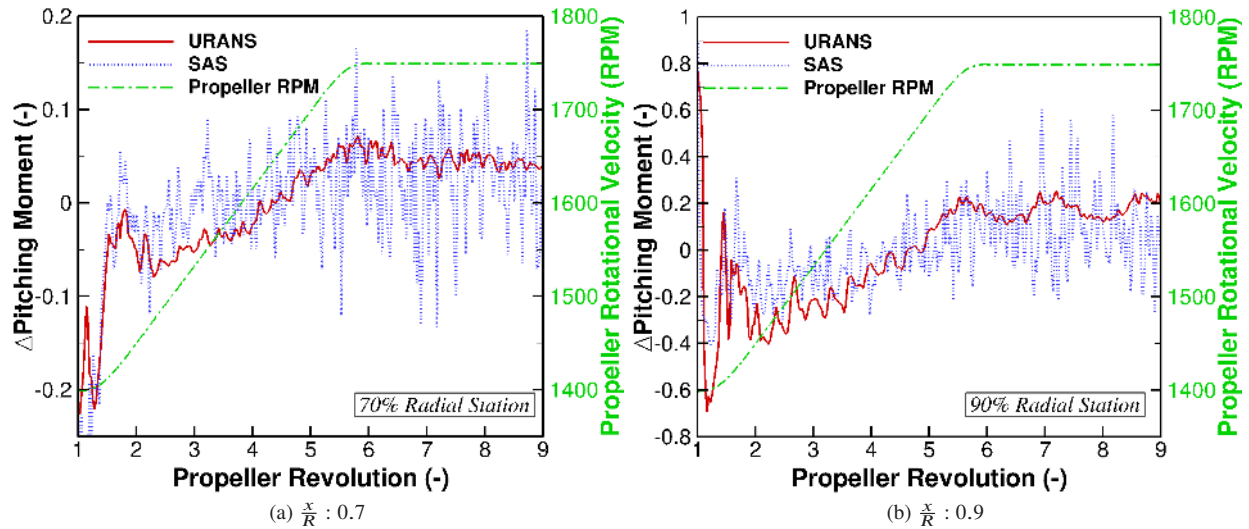 0.2
0.1
0
-0.1
-0.2
△Pitching Moment (-)
URANS
SAS
Propeller RPM
1800
1700
1600
1500
1400
Propeller Rotational Velocity (RPM)
70% Radial Station
1 2 3 4 5 6 7 8 9
Propeller Revolution (-)
(a) x/R : 0.7
1
0.8
0.6
0.4
0.2
0
-0.2
-0.4
-0.6
-0.8
△Pitching Moment (-)
URANS
SAS
Propeller RPM
1800
1700
1600
1500
1400
Propeller Rotational Velocity (RPM)
90% Radial Station
1 2 3 4 5 6 7 8 9
Propeller Revolution (-)
(b) x/R : 0.9